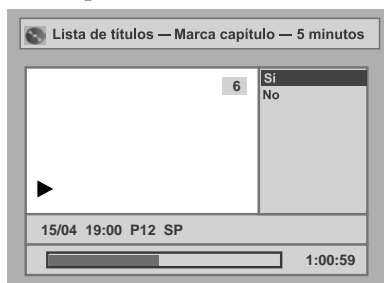 Lista de títulos — Marca capítulo — 5 minutos
6
Sí
No
15/04 19:00 P12 SP
1:00:59